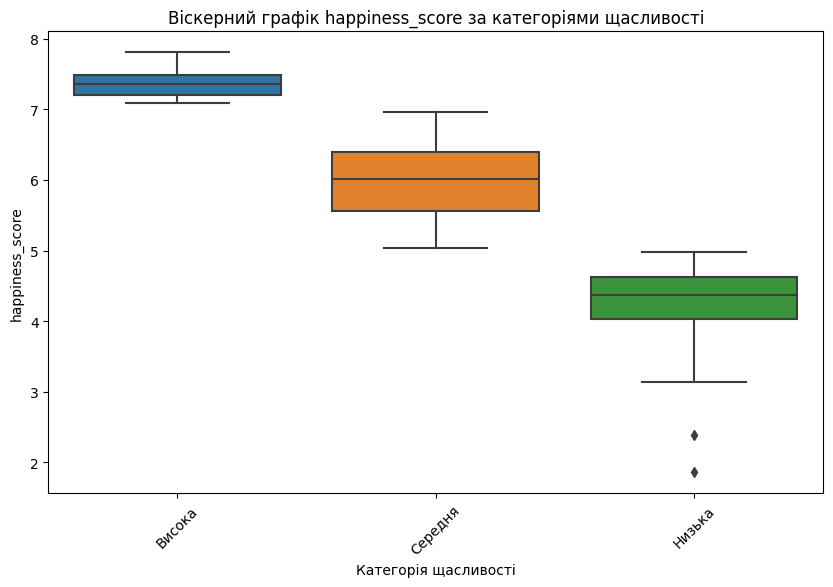 Віскерний графік happiness_score за категоріями щасливості
happiness_score
8
7
6
5
4
3
2
Висока
Середня
Низька
Категорія щасливості